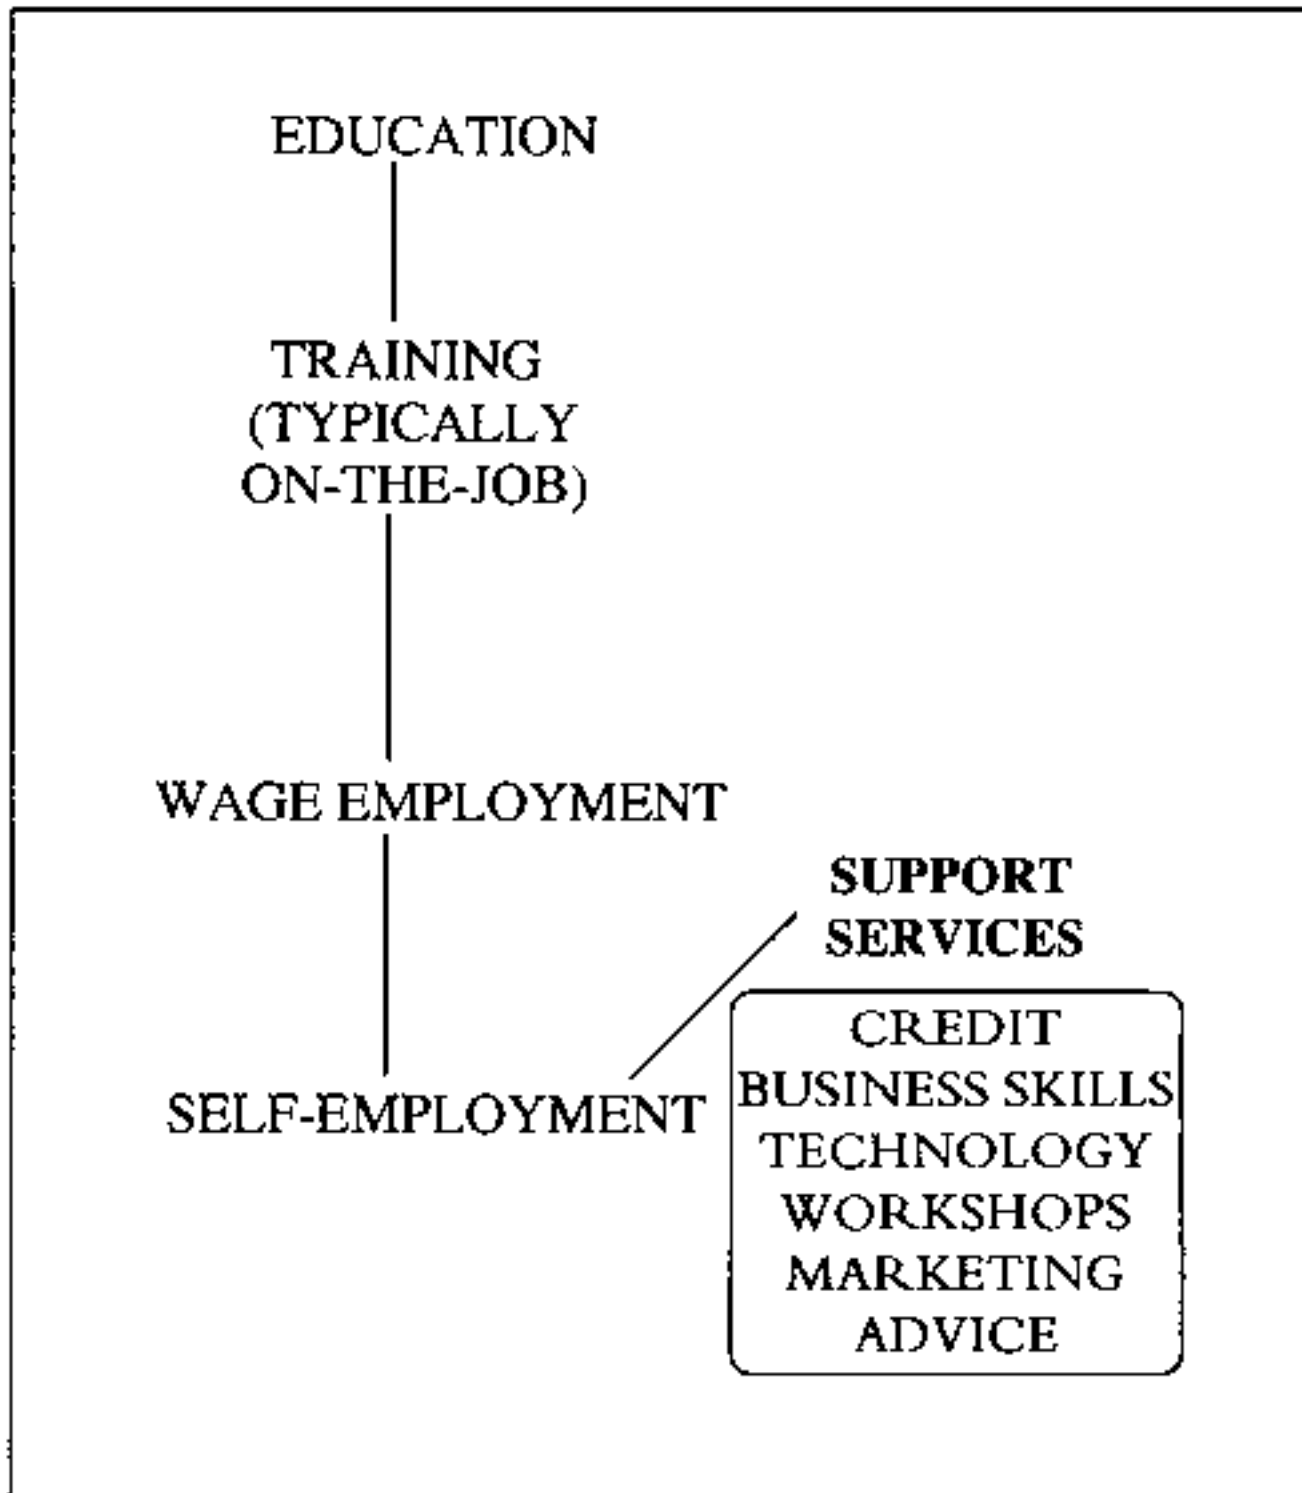 EDUCATION
TRAINING
(TYPICALLY
ON-THE-JOB)
WAGE EMPLOYMENT
SUPPORT
SERVICES
SELF-EMPLOYMENT
CREDIT
BUSINESS SKILLS
TECHNOLOGY
WORKSHOPS
MARKETING
ADVICE